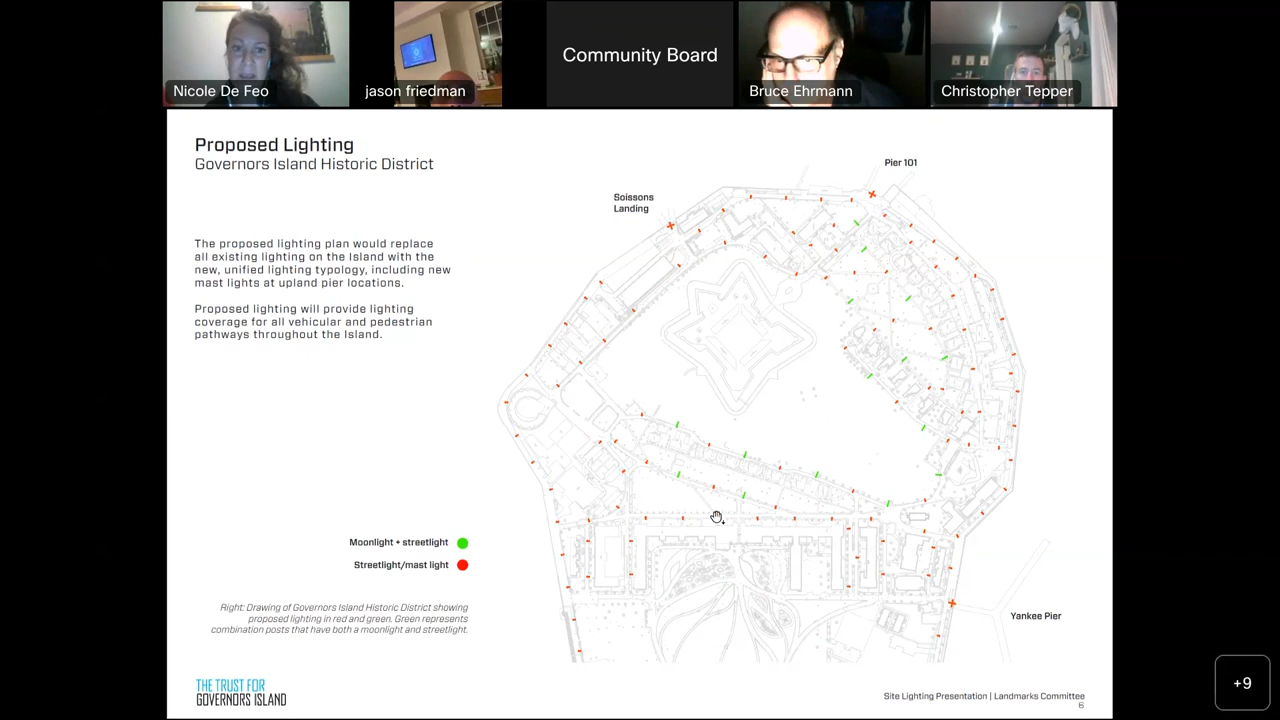 Nicole De Feo
jason friedman
Community Board
Bruce Ehrmann
Christopher Tepper
Proposed Lighting
Governors Island Historic District
Pier 101
Soissons
Landing
The proposed lighting plan would replace
all existing lighting on the Island with the
new, unified lighting typology, including new
mast lights at upland pier locations.
Proposed lighting will provide lighting
coverage for all vehicular and pedestrian
pathways throughout the Island.
Moonlight + streetlight
Streetlight/mast light
Right: Drawing of Governors Island Historic District showing
proposed lighting in red and green. Green represents
combination posts that have both a moonlight and streetlight.
Yankee Pier
THE TRUST FOR
GOVERNORS ISLAND
Site Lighting Presentation | Landmarks Committee
6
+9